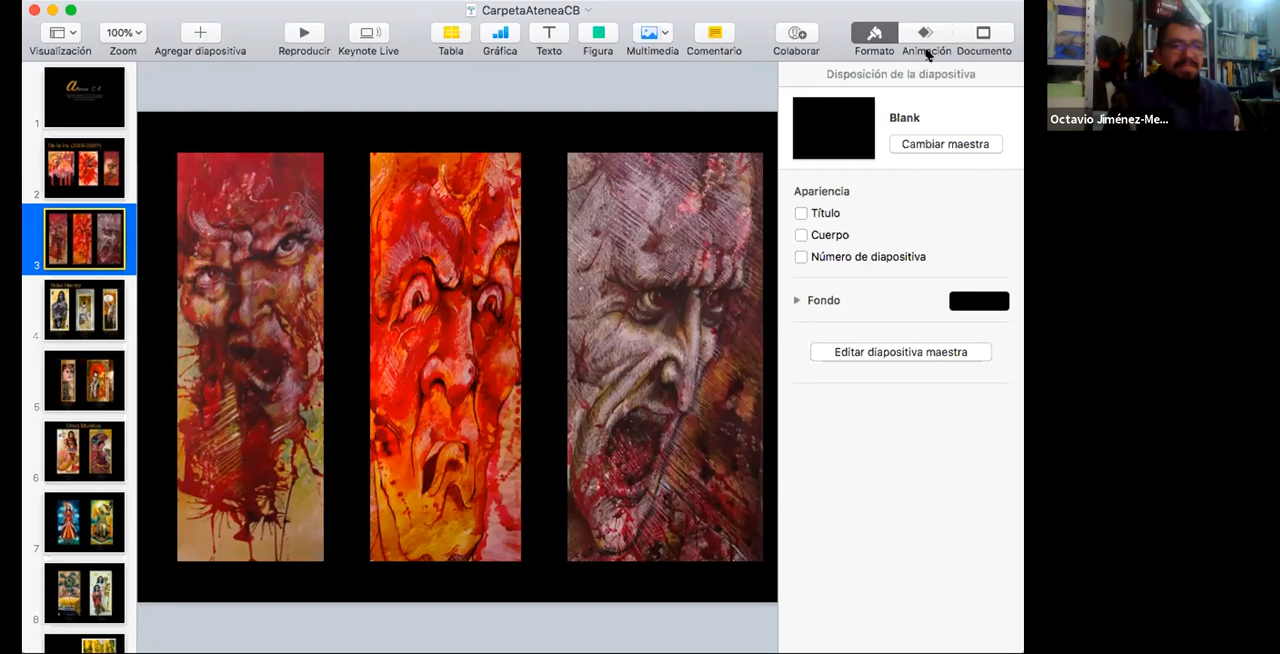 CarpetaAteneaCB
100%
Visualización Zoom Agregar diapositiva Reproducir Keynote Live Tabla Gráfica Texto Figura Multimedia Comentario Colaborar Formato Animación Documento
Disposición de la diapositiva
Blank
Cambiar maestra
Apariencia
Título
Cuerpo
Número de diapositiva
Fondo
Editar diapositiva maestra
1
2
3
4
5
6
7
8
Octavio Jiménez-Me...